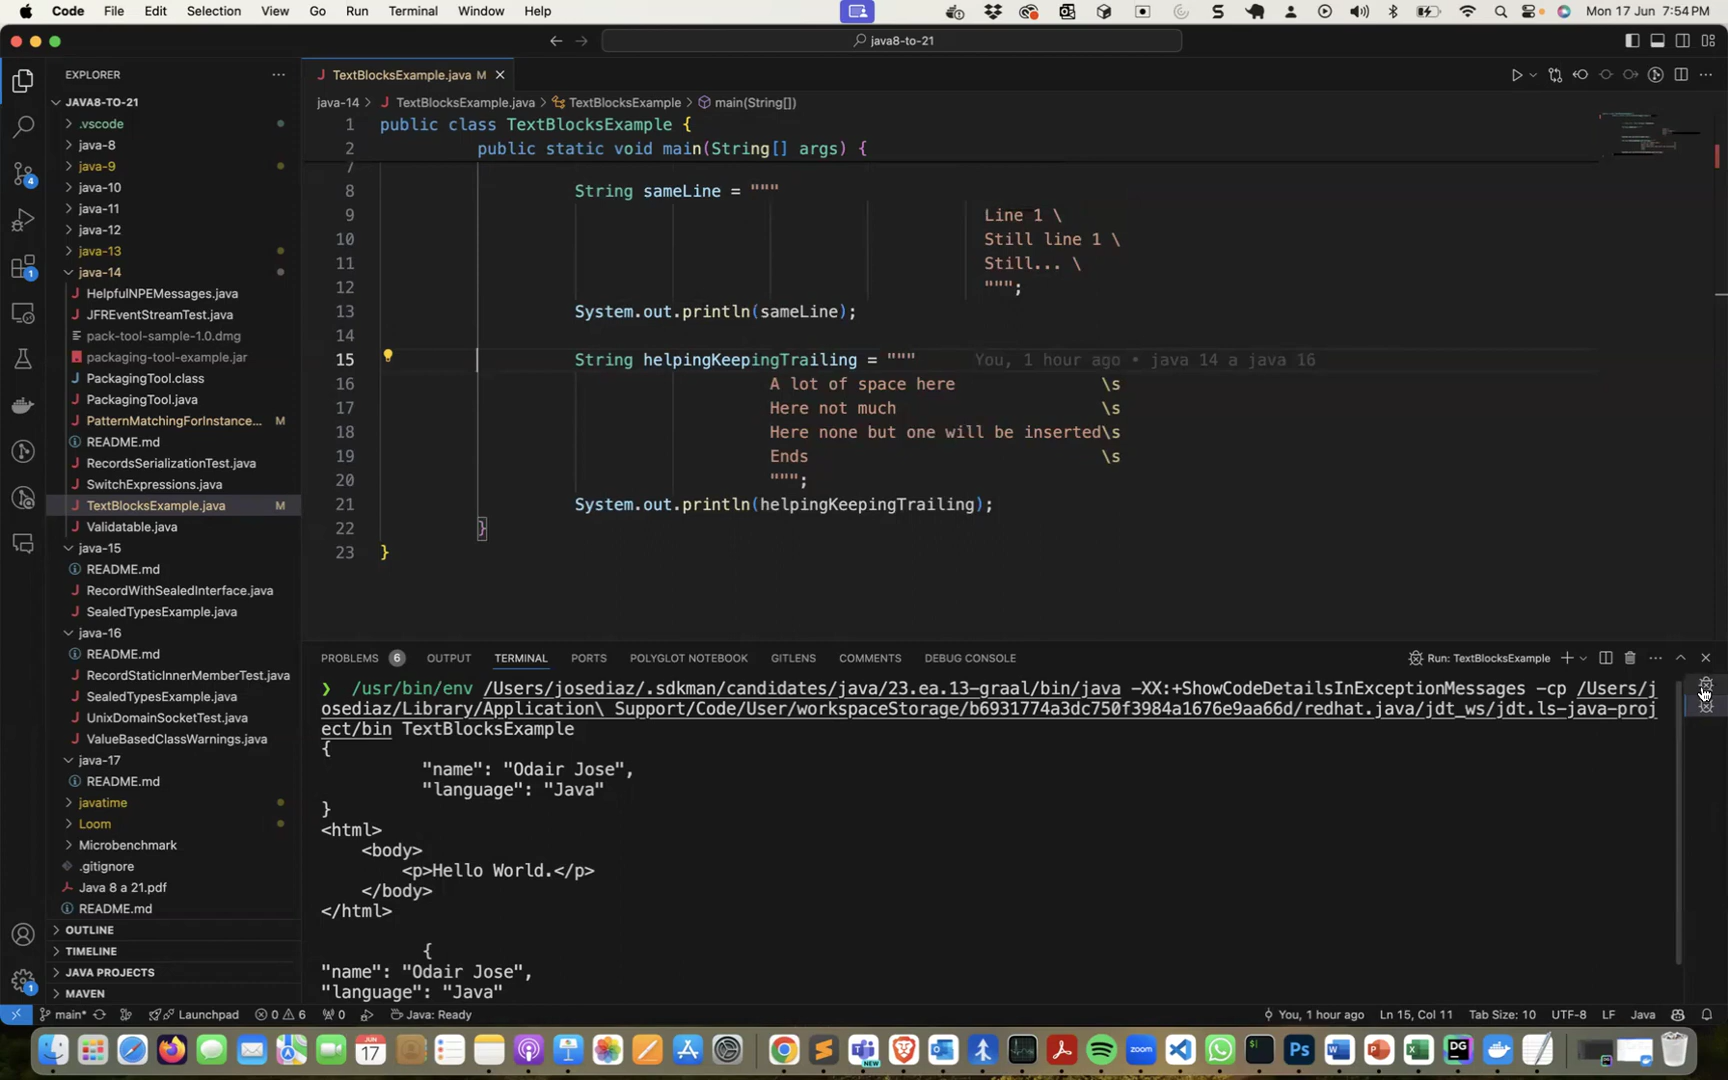 Code File Edit Selection View Go Run Terminal Window Help Mon 17 Jun 7:54 PM
java8-to-21
EXPLORER
TextBlocksExample.java M
JAVA8-TO-21
java-14 > TextBlocksExample.java > TextBlocksExample > main(String[])
.vscode
java-8
java-9
java-10
java-11
java-12
java-13
java-14
HelpfulNPEMessages.java
JFREventStreamTest.java
pack-tool-sample-1.0.dmg
packaging-tool-example.jar
PackagingTool.class
PackagingTool.java
PatternMatchingForInstance... M
README.md
RecordsSerializationTest.java
SwitchExpressions.java
TextBlocksExample.java M
Validatable.java
java-15
README.md
RecordWithSealedInterface.java
SealedTypesExample.java
java-16
README.md
RecordStaticInnerMemberTest.java
SealedTypesExample.java
UnixDomainSocketTest.java
ValueBasedClassWarnings.java
java-17
README.md
javatime
Loom
Microbenchmark
.gitignore
Java 8 a 21.pdf
README.md
OUTLINE
TIMELINE
JAVA PROJECTS
MAVEN
1 public class TextBlocksExample {
2 public static void main(String[] args) {
7
8 String sameLine = """
9 Line 1 \
10 Still line 1 \
11 Still... \
12 """;
13 System.out.println(sameLine);
14
15 String helpingKeepingTrailing = """ You, 1 hour ago • java 14 a java 16
16 A lot of space here \s
17 Here not much \s
18 Here none but one will be inserted\s
19 Ends \s
20 """;
21 System.out.println(helpingKeepingTrailing);
22 }
23 }
PROBLEMS 6 OUTPUT TERMINAL PORTS POLYGLOT NOTEBOOK GITLENS COMMENTS DEBUG CONSOLE Run: TextBlocksExample
❯ /usr/bin/env /Users/josediaz/.sdkman/candidates/java/23.ea.13-graal/bin/java -XX:+ShowCodeDetailsInExceptionMessages -cp /Users/j
osediaz/Library/Application\ Support/Code/User/workspaceStorage/b6931774a3dc750f3984a1676e9aa66d/redhat.java/jdt_ws/jdt.ls-java-proj
ect/bin TextBlocksExample
{
"name": "Odair Jose",
"language": "Java"
}
<html>
<body>
<p>Hello World.</p>
</body>
</html>
{
"name": "Odair Jose",
"language": "Java"
main* Launchpad 0 6 0 Java: Ready You, 1 hour ago Ln 15, Col 11 Tab Size: 10 UTF-8 LF Java
4
1
1
JUN
17
NEW
zoom
Ps
DG